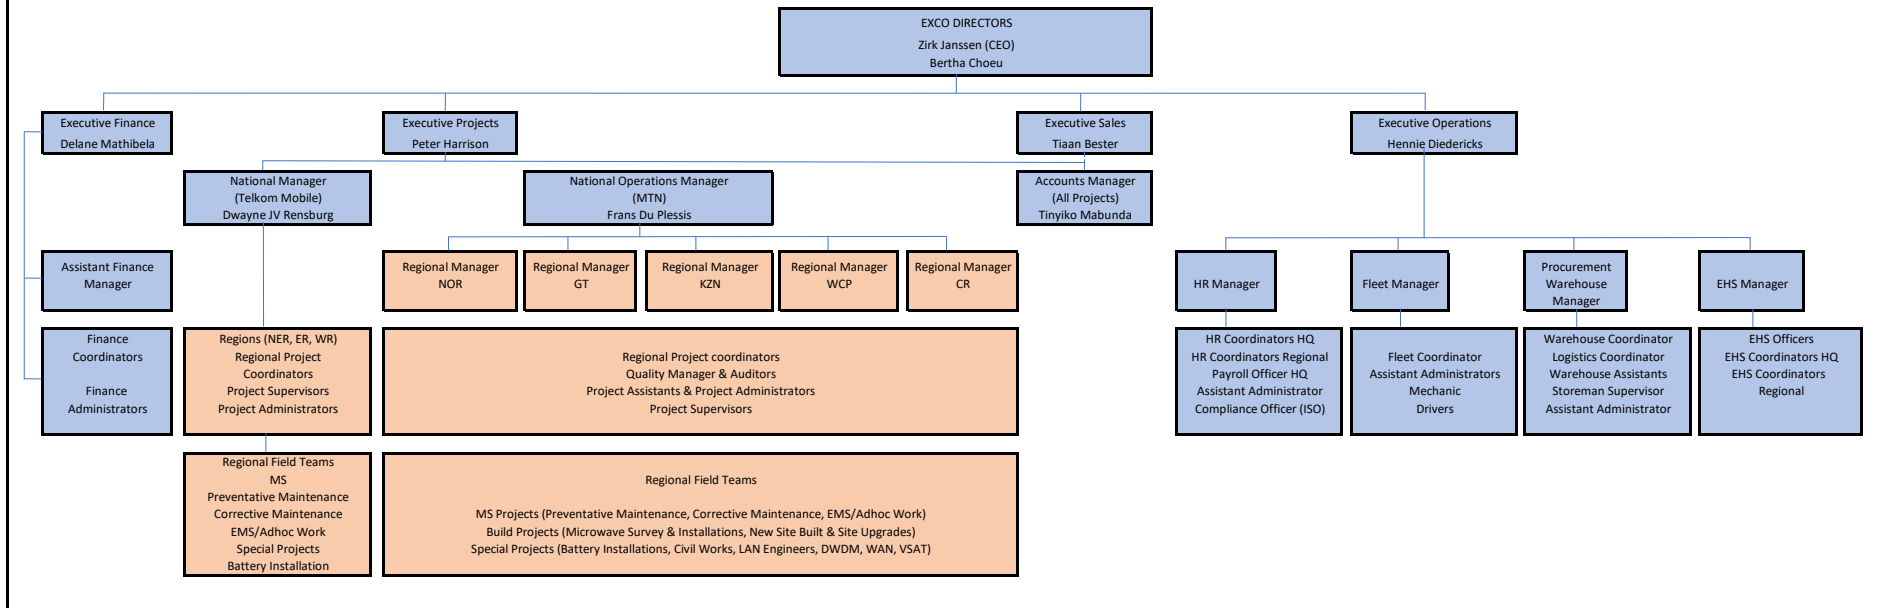 EXCO DIRECTORS
Zirk Janssen (CEO)
Bertha Choeu
Executive Finance
Delane Mathibela
Executive Projects
Peter Harrison
Executive Sales
Tiaan Bester
Executive Operations
Hennie Diedericks
National Manager
(Telkom Mobile)
Dwayne JV Rensburg
National Operations Manager
(MTN)
Frans Du Plessis
Accounts Manager
(All Projects)
Tinyiko Mabunda
Assistant Finance
Manager
Regional Manager
NOR
Regional Manager
GT
Regional Manager
KZN
Regional Manager
WCP
Regional Manager
CR
HR Manager
Fleet Manager
Procurement
Warehouse
Manager
EHS Manager
Finance
Coordinators
Finance
Administrators
Regions (NER, ER, WR)
Regional Project
Coordinators
Project Supervisors
Project Administrators
Regional Project coordinators
Quality Manager & Auditors
Project Assistants & Project Administrators
Project Supervisors
HR Coordinators HQ
HR Coordinators Regional
Payroll Officer HQ
Assistant Administrator
Compliance Officer (ISO)
Fleet Coordinator
Assistant Administrators
Mechanic
Drivers
Warehouse Coordinator
Logistics Coordinator
Warehouse Assistants
Storeman Supervisor
Assistant Administrator
EHS Officers
EHS Coordinators HQ
EHS Coordinators
Regional
Regional Field Teams
MS
Preventative Maintenance
Corrective Maintenance
EMS/Adhoc Work
Special Projects
Battery Installation
Regional Field Teams
MS Projects (Preventative Maintenance, Corrective Maintenance, EMS/Adhoc Work)
Build Projects (Microwave Survey & Installations, New Site Built & Site Upgrades)
Special Projects (Battery Installations, Civil Works, LAN Engineers, DWDM, WAN, VSAT)